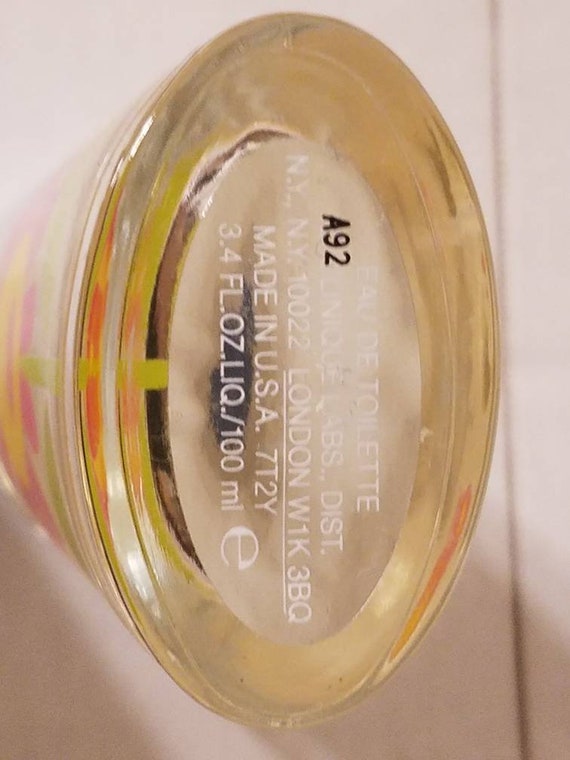 EAU DE TOILETTE
CLINIQUE LABS., DIST.
N.Y., N.Y. 10022 LONDON W1K 3BQ
MADE IN U.S.A. 7T2Y
3.4 FL.OZ.LIQ./100 ml ℮
A92